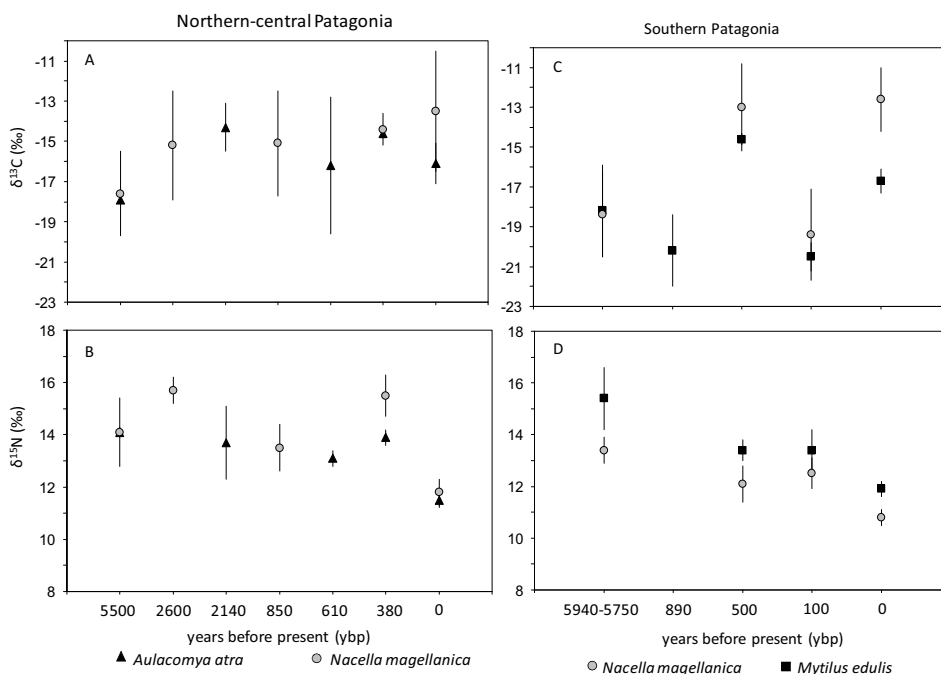 Northern-central Patagonia
Southern Patagonia
A
-11
-13
-15
-17
-19
-21
-23
δ¹³C (‰)
C
-11
-13
-15
-17
-19
-21
-23
B
18
16
14
12
10
8
δ¹⁵N (‰)
5500 2600 2140 850 610 380 0
years before present (ybp)
Aulacomya atra Nacella magellanica
D
18
16
14
12
10
8
5940-5750 890 500 100 0
years before present (ybp)
Nacella magellanica Mytilus edulis